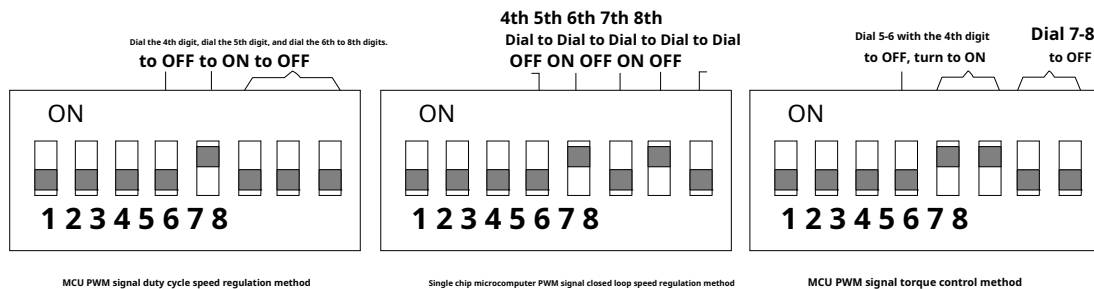 Dial the 4th digit, dial the 5th digit, and dial the 6th to 8th digits.
to OFF to ON to OFF
ON
1 2 3 4 5 6 7 8
MCU PWM signal duty cycle speed regulation method
4th 5th 6th 7th 8th
Dial to Dial to Dial to Dial to Dial
OFF ON OFF ON OFF
ON
1 2 3 4 5 6 7 8
Single chip microcomputer PWM signal closed loop speed regulation method
Dial 5-6 with the 4th digit
to OFF, turn to ON
Dial 7-8
to OFF
ON
1 2 3 4 5 6 7 8
MCU PWM signal torque control method